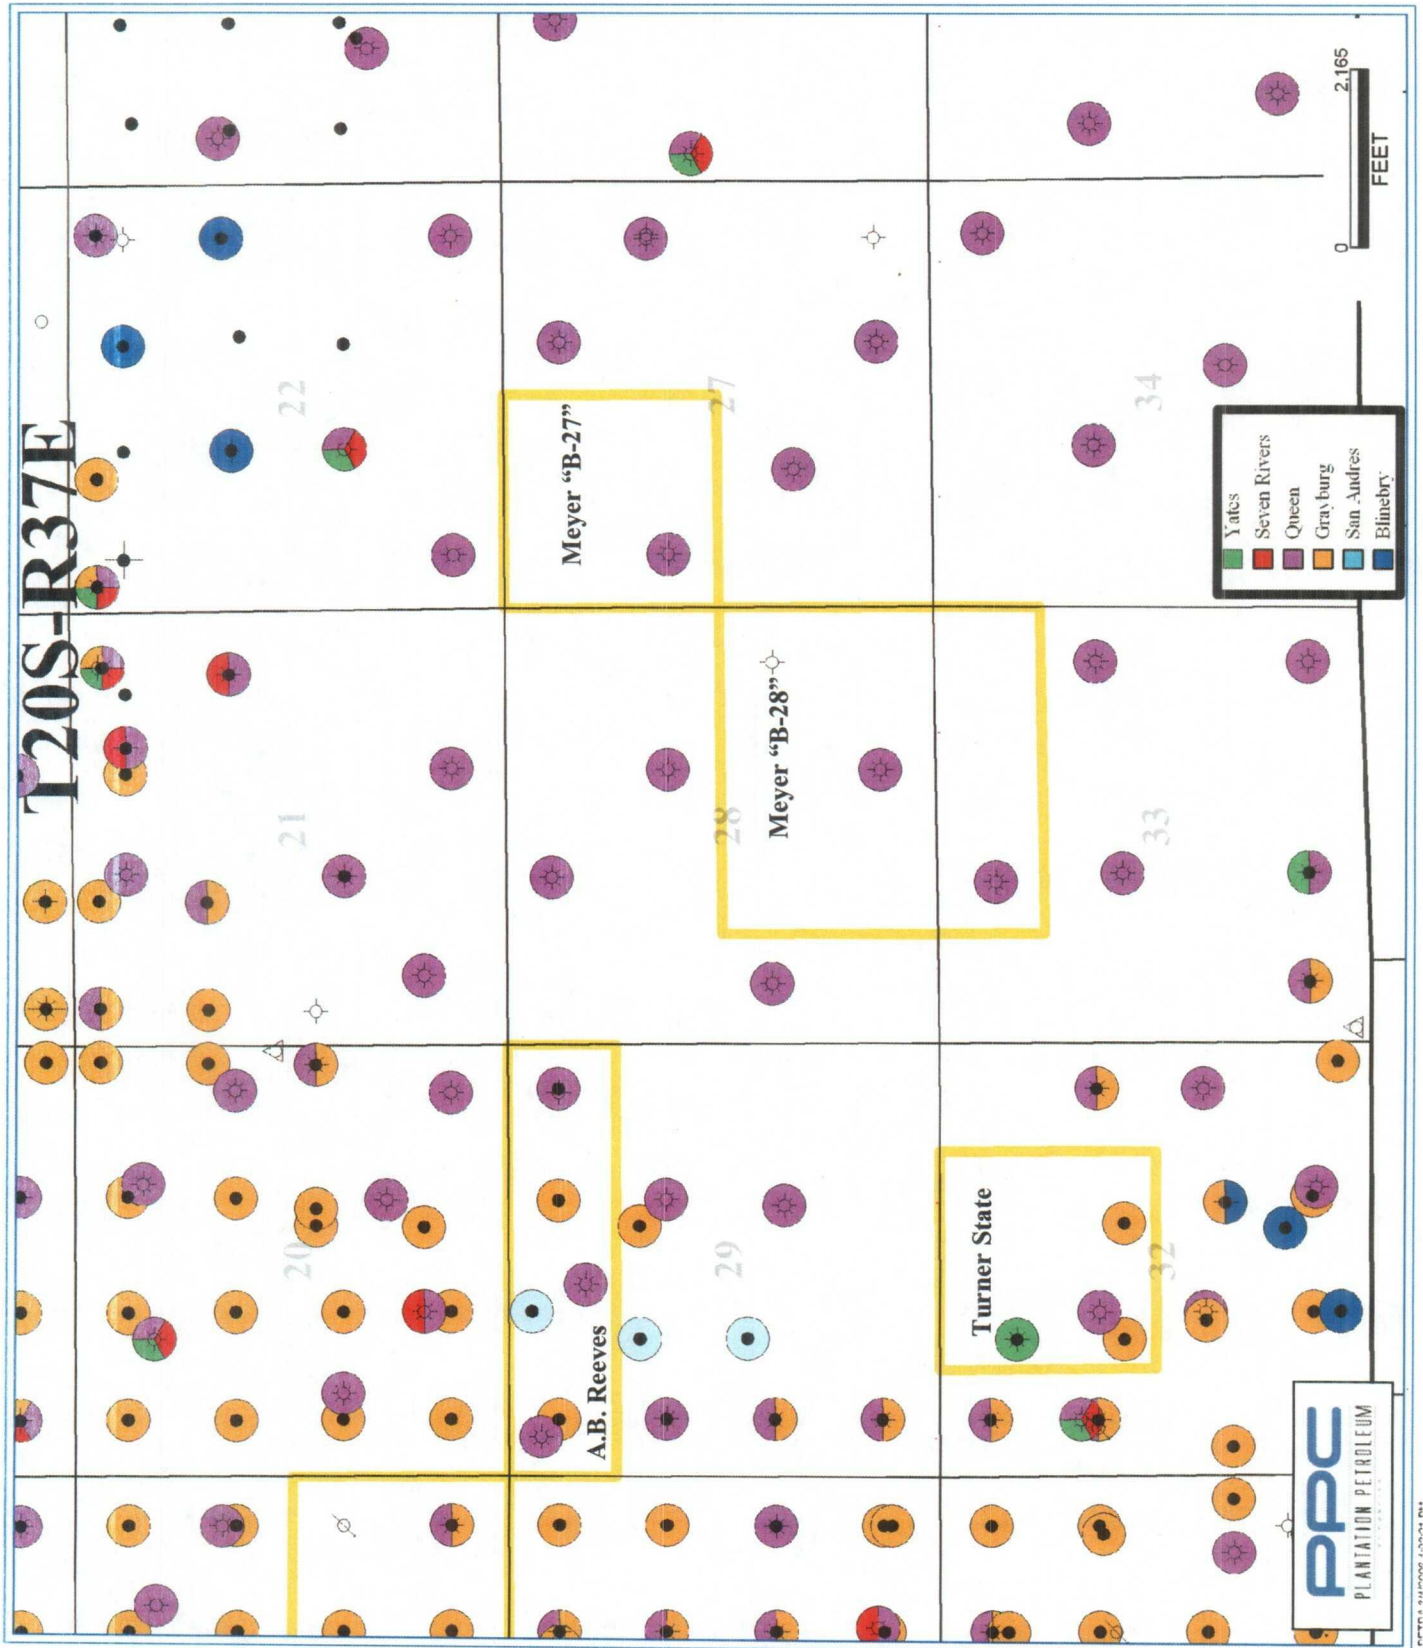 T20S-R37E
22
21
20
27
28
29
34
33
32
Meyer “B-27”
Meyer “B-28”
A.B. Reeves
Turner State
Yates
Seven Rivers
Queen
Grayburg
San Andres
Blinebry
0
2,165
FEET
PPC
PLANTATION PETROLEUM